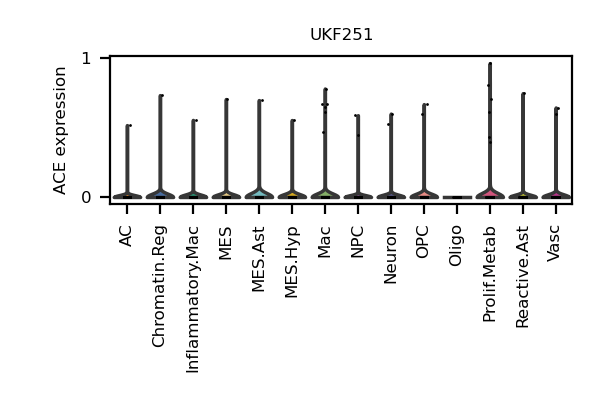 UKF251
ACE expression
1
0
AC
Chromatin.Reg
Inflammatory.Mac
MES
MES.Ast
MES.Hyp
Mac
NPC
Neuron
OPC
Oligo
Prolif.Metab
Reactive.Ast
Vasc